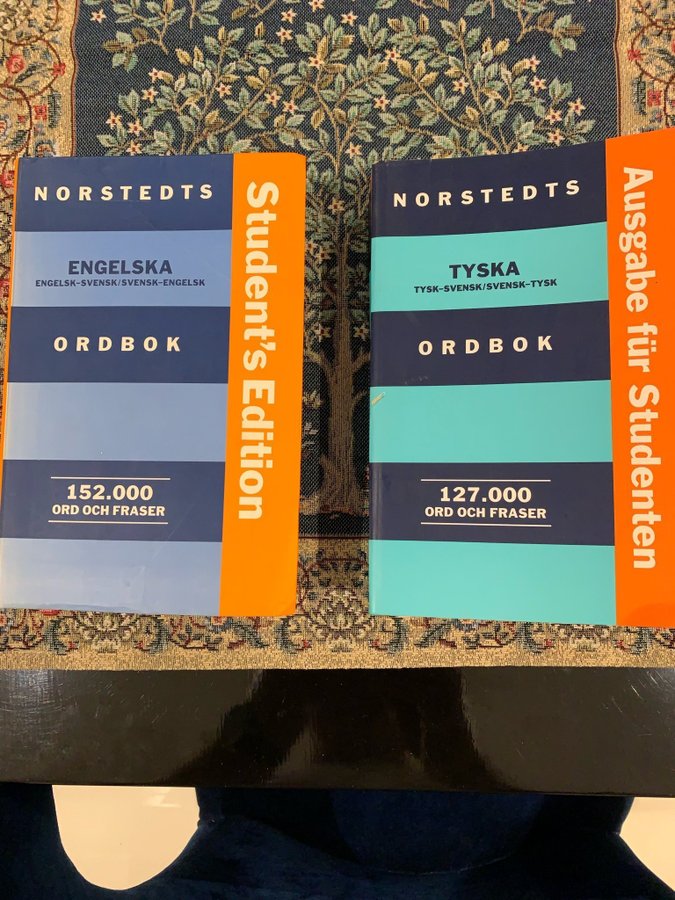 NORSTEDTS
ENGELSKA
ENGELSK–SVENSK/SVENSK–ENGELSK
ORDBOK
152.000
ORD OCH FRASER
Student's Edition
NORSTEDTS
TYSKA
TYSK–SVENSK/SVENSK–TYSK
ORDBOK
127.000
ORD OCH FRASER
Ausgabe für Studenten